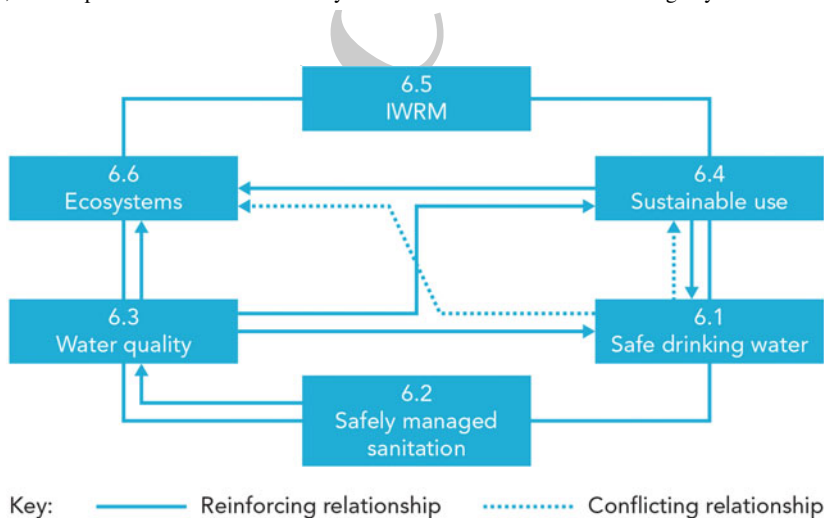 6.5
IWRM
6.6
Ecosystems
6.4
Sustainable use
6.3
Water quality
6.1
Safe drinking water
6.2
Safely managed
sanitation
Key: Reinforcing relationship Conflicting relationship